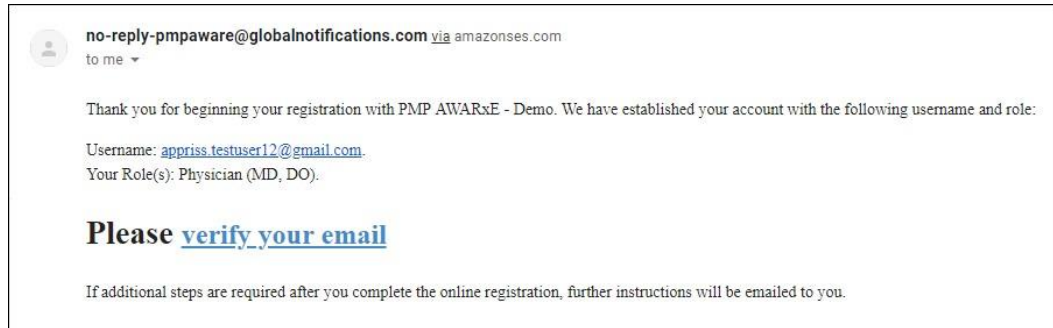 no-reply-pmpaware@globalnotifications.com via amazonses.com
to me
Thank you for beginning your registration with PMP AWARxE - Demo. We have established your account with the following username and role:
Username: appriss.testuser12@gmail.com.
Your Role(s): Physician (MD, DO).
Please verify your email
If additional steps are required after you complete the online registration, further instructions will be emailed to you.